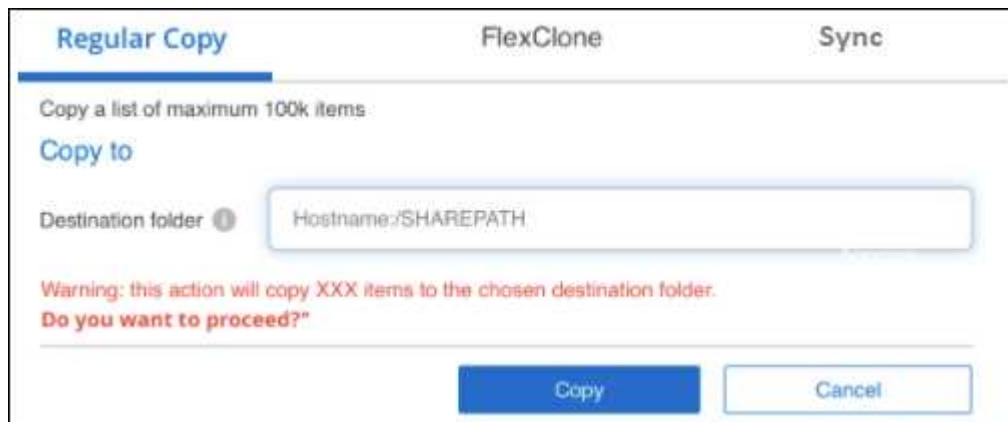 Regular Copy FlexClone Sync
Copy a list of maximum 100k items
Copy to
Destination folder Hostname:/SHAREPATH
Warning: this action will copy XXX items to the chosen destination folder.
Do you want to proceed?"
Copy Cancel